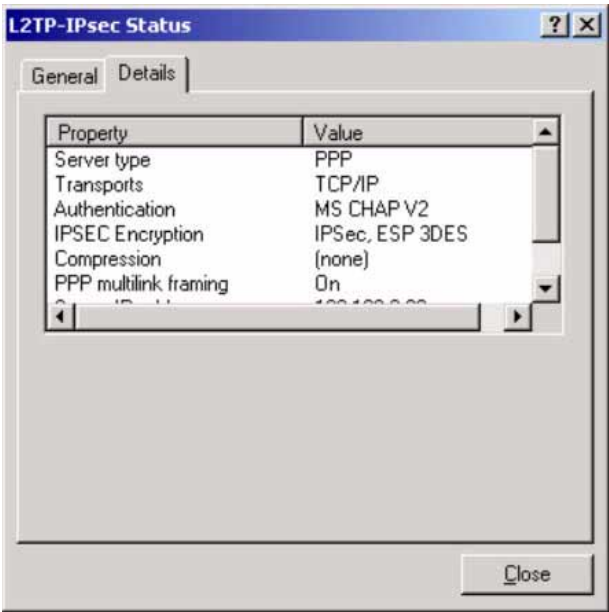 L2TP-IPsec Status
General Details
Property Value
Server type PPP
Transports TCP/IP
Authentication MS CHAP V2
IPSEC Encryption IPSec, ESP 3DES
Compression (none)
PPP multilink framing On
Close